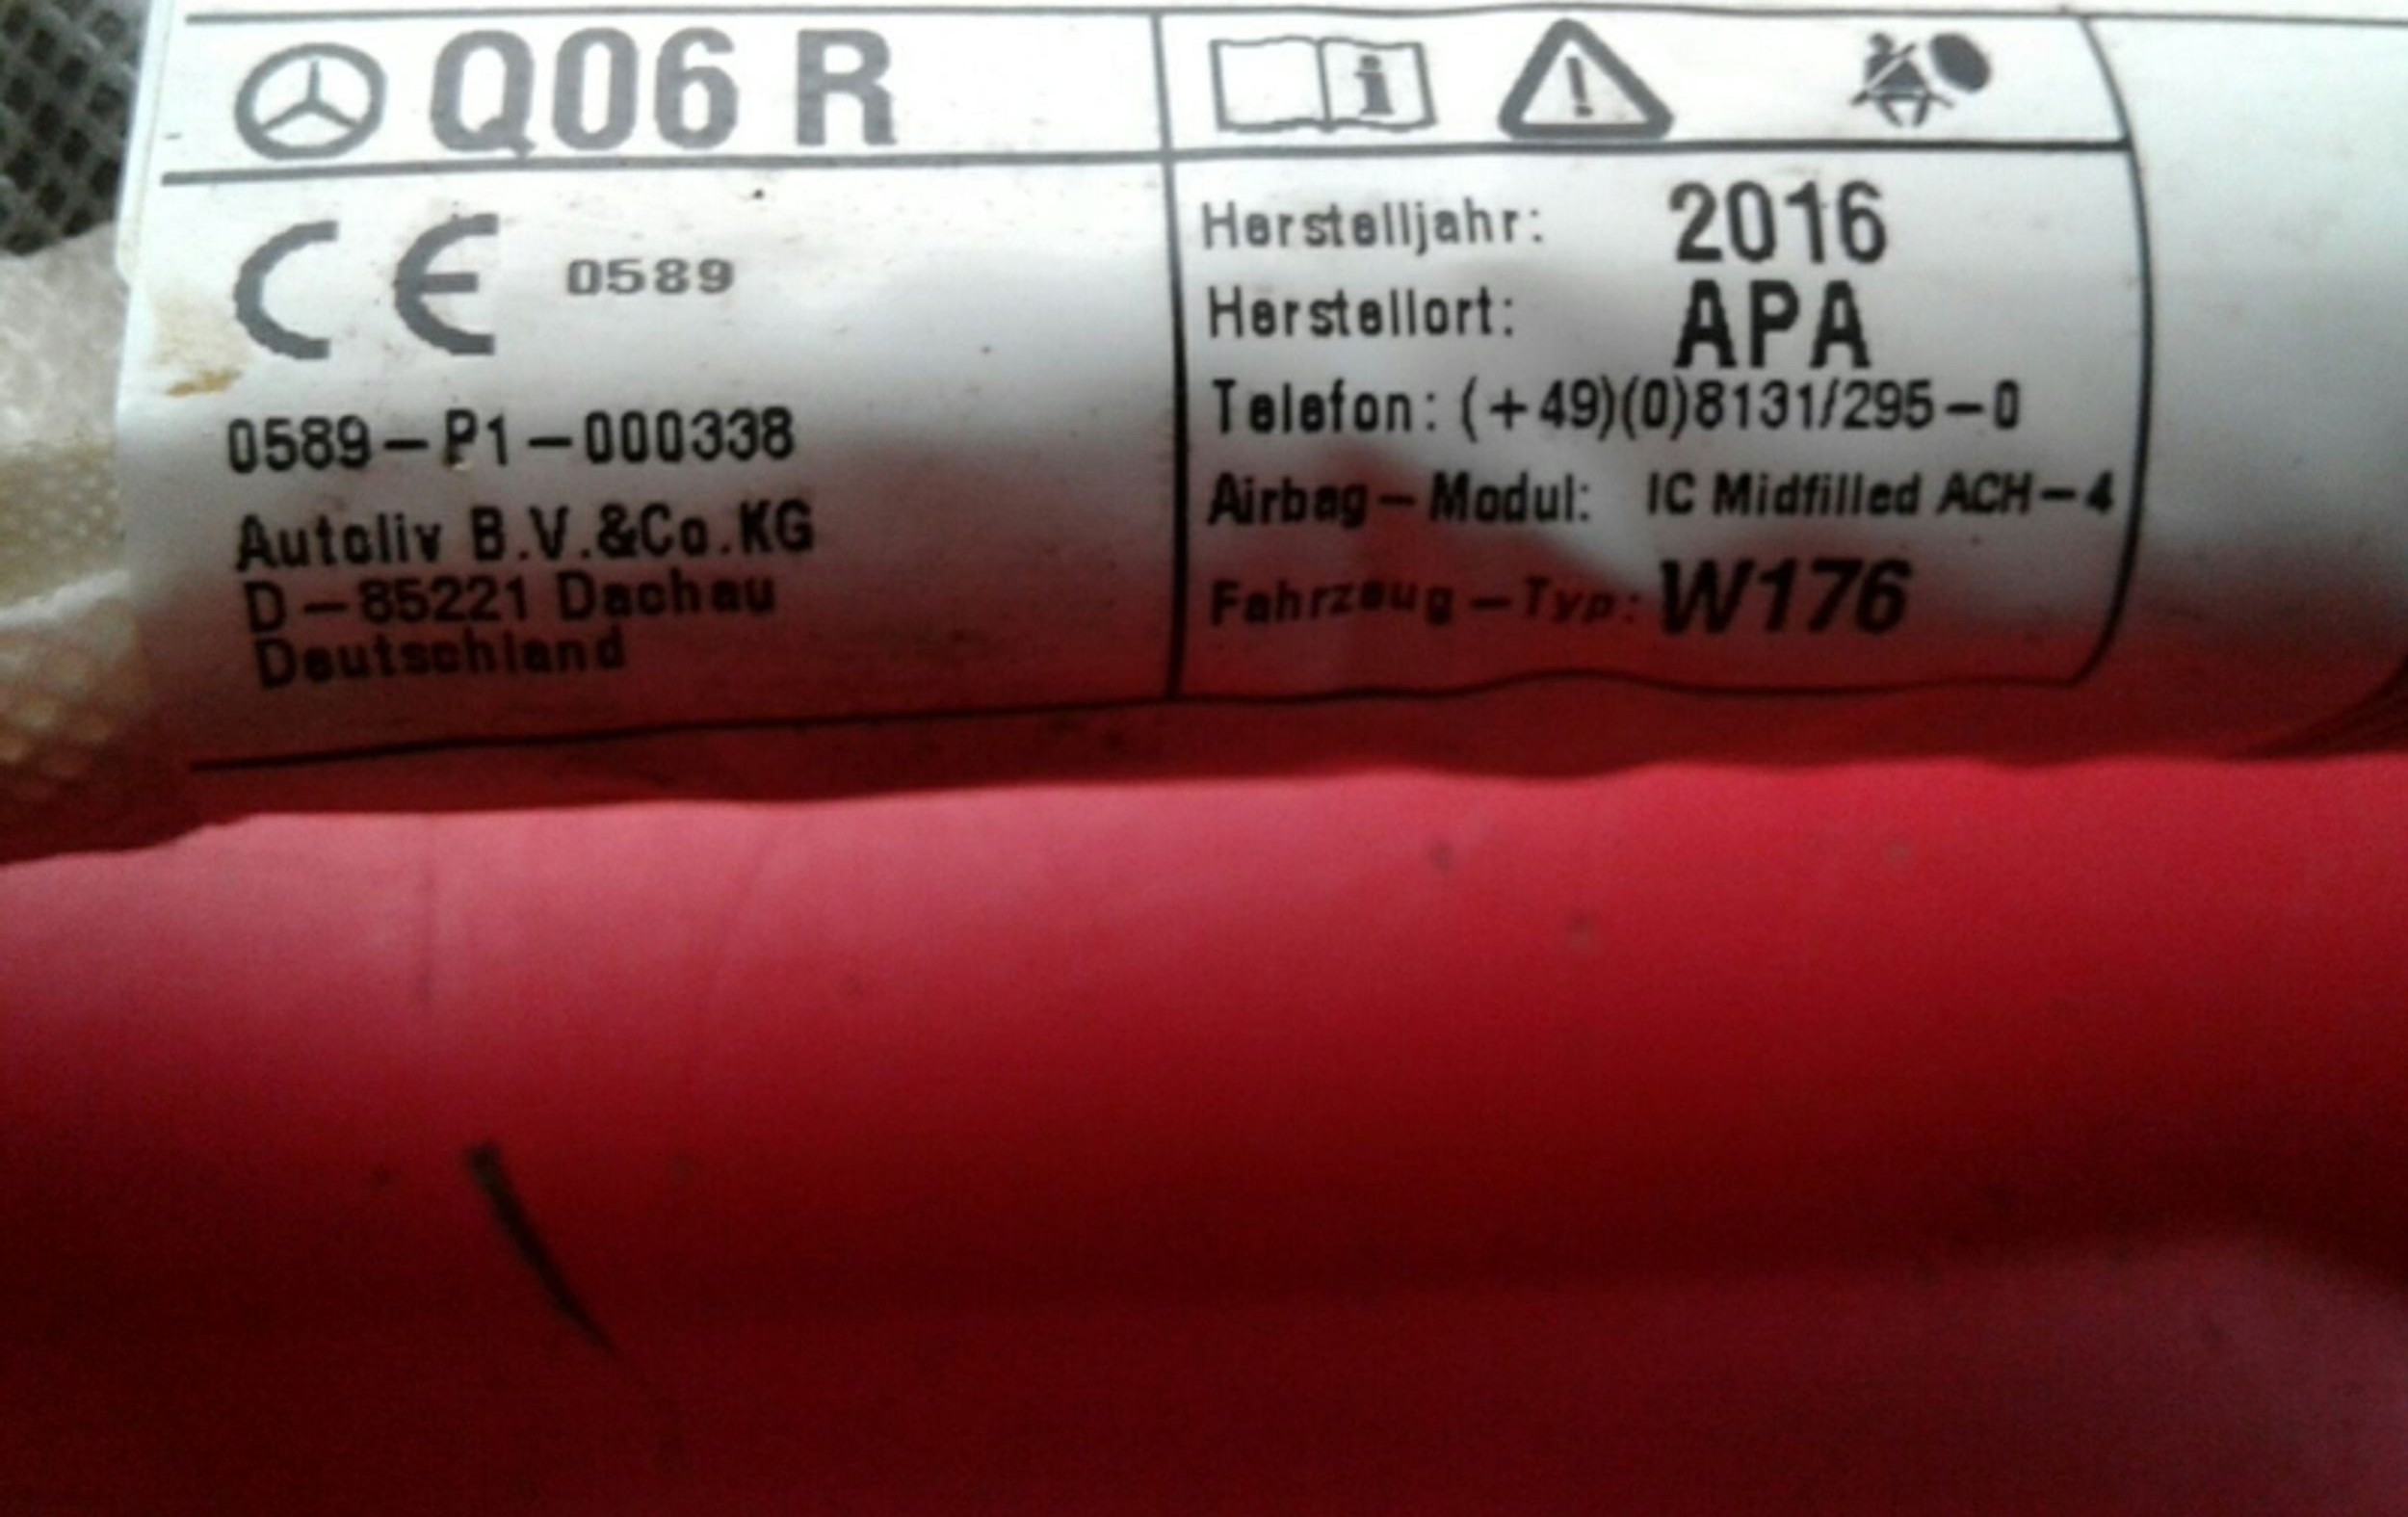 Q06 R
CE 0589
0589-P1-000338
Autoliv B.V.&Co.KG
D-85221 Dachau
Deutschland
i
!
Herstelljahr: 2016
Herstellort: APA
Telefon: (+49)(0)8131/295-0
Airbag-Modul: IC Midfilled ACH-4
Fahrzeug-Typ: W176